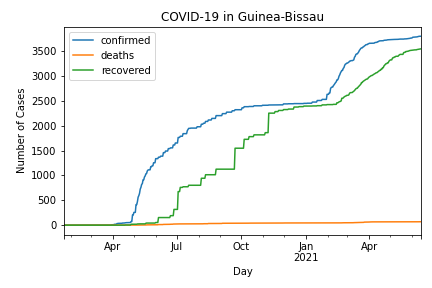 COVID-19 in Guinea-Bissau
confirmed
deaths
recovered
Number of Cases
3500
3000
2500
2000
1500
1000
500
0
Apr
Jul
Oct
Jan
2021
Apr
Day